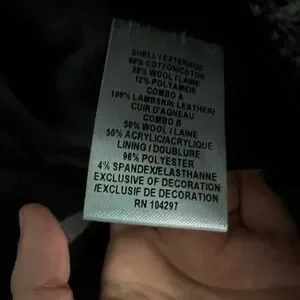 SHELL / EXTERIEUR
60% COTTON/COTON
28% WOOL / LAINE
12% POLYAMIDE
COMBO A
100% LAMBSKIN LEATHER/
CUIR D'AGNEAU
COMBO B
50% WOOL / LAINE
50% ACRYLIC/ACRYLIQUE
LINING / DOUBLURE
96% POLYESTER
4% SPANDEX/ELASTHANNE
EXCLUSIVE OF DECORATION
/EXCLUSIF DE DECORATION
RN 104297